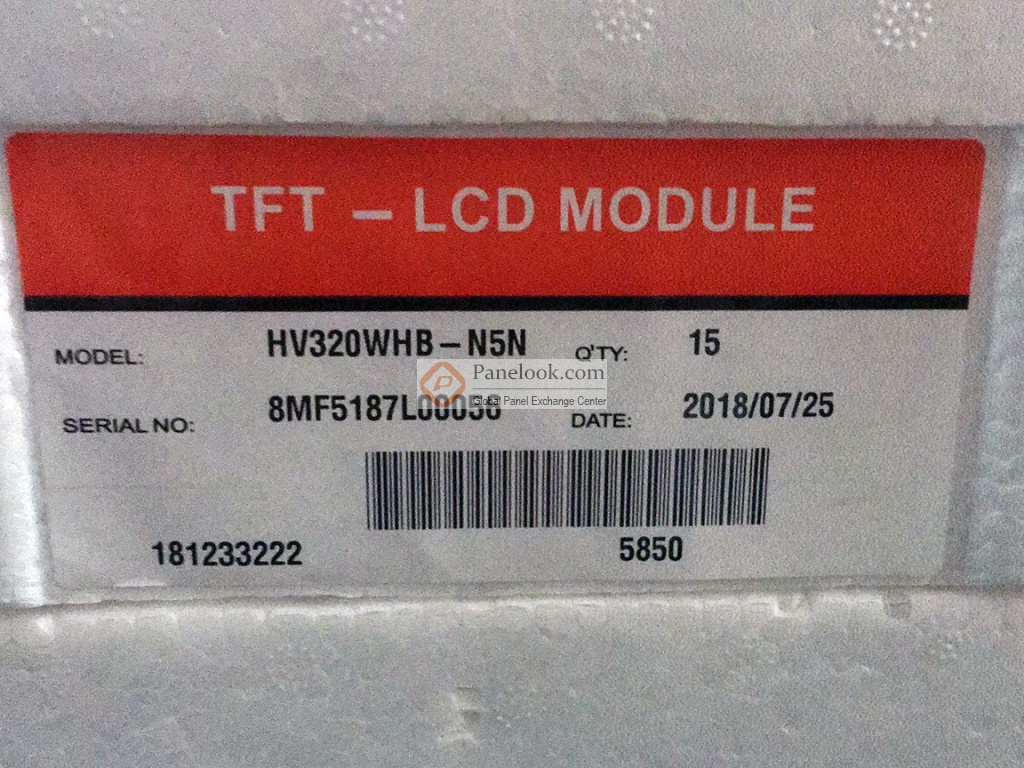 TFT – LCD MODULE
MODEL: HV320WHB–N5N Q'TY: 15
Panelook.com
Global Panel Exchange Center
SERIAL NO: DATE: 2018/07/25
181233222 5850